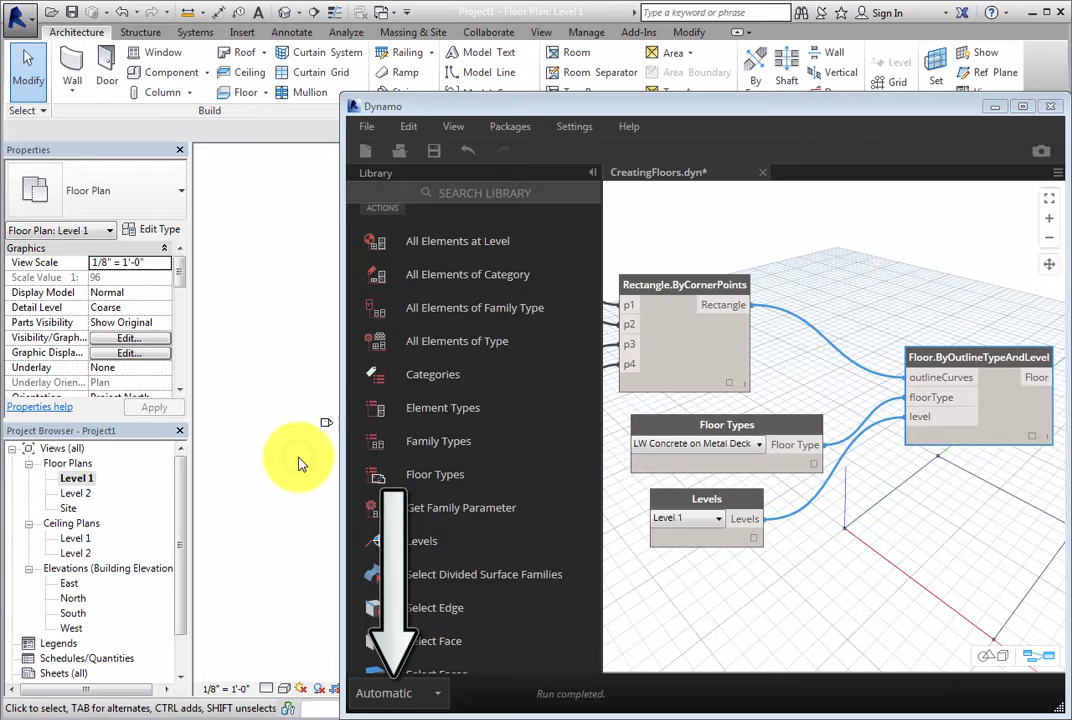 Project1 - Floor Plan: Level 1
Type a keyword or phrase
Sign In
Architecture Structure Systems Insert Annotate Analyze Massing & Site Collaborate View Manage Add-Ins Modify
Modify
Wall
Door
Window
Component
Column
Roof
Ceiling
Floor
Curtain System
Curtain Grid
Mullion
Railing
Ramp
Model Text
Model Line
Room
Room Separator
Area
Area Boundary
By
Shaft
Wall
Vertical
Level
Grid
Set
Show
Ref Plane
Select
Build
Properties
Floor Plan
Floor Plan: Level 1
Edit Type
Graphics
View Scale 1/8" = 1'-0"
Scale Value 1: 96
Display Model Normal
Detail Level Coarse
Parts Visibility Show Original
Visibility/Graph... Edit...
Graphic Displa... Edit...
Underlay None
Underlay Orien... Plan
Properties help
Apply
Project Browser - Project1
Views (all)
Floor Plans
Level 1
Level 2
Site
Ceiling Plans
Level 1
Level 2
Elevations (Building Elevation
East
North
South
West
Legends
Schedules/Quantities
Sheets (all)
1/8" = 1'-0"
Click to select, TAB for alternates, CTRL adds, SHIFT unselects
Dynamo
File Edit View Packages Settings Help
Library
SEARCH LIBRARY
ACTIONS
All Elements at Level
All Elements of Category
All Elements of Family Type
All Elements of Type
Categories
Element Types
Family Types
Floor Types
Get Family Parameter
Levels
Select Divided Surface Families
Select Edge
Select Face
Automatic
Run completed.
CreatingFloors.dyn*
Rectangle.ByCornerPoints
p1 Rectangle
p2
p3
p4
Floor Types
LW Concrete on Metal Deck Floor Type
Levels
Level 1 Levels
Floor.ByOutlineTypeAndLevel
outlineCurves Floor
floorType
level